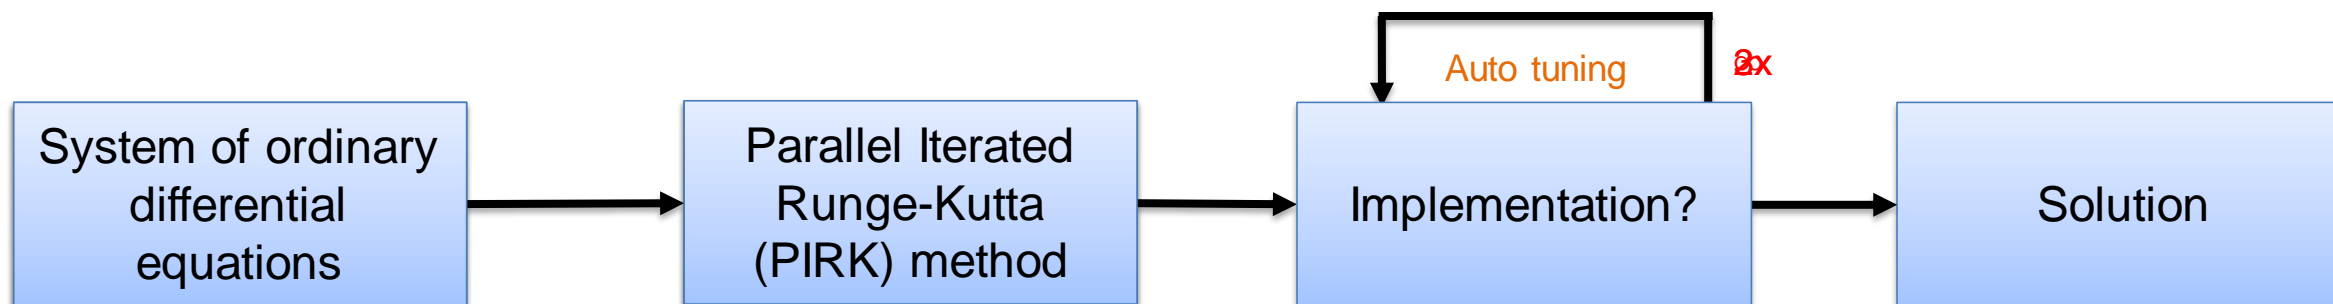 Auto tuning
System of ordinary
differential
equations
Parallel Iterated
Runge-Kutta
(PIRK) method
Implementation?
Solution